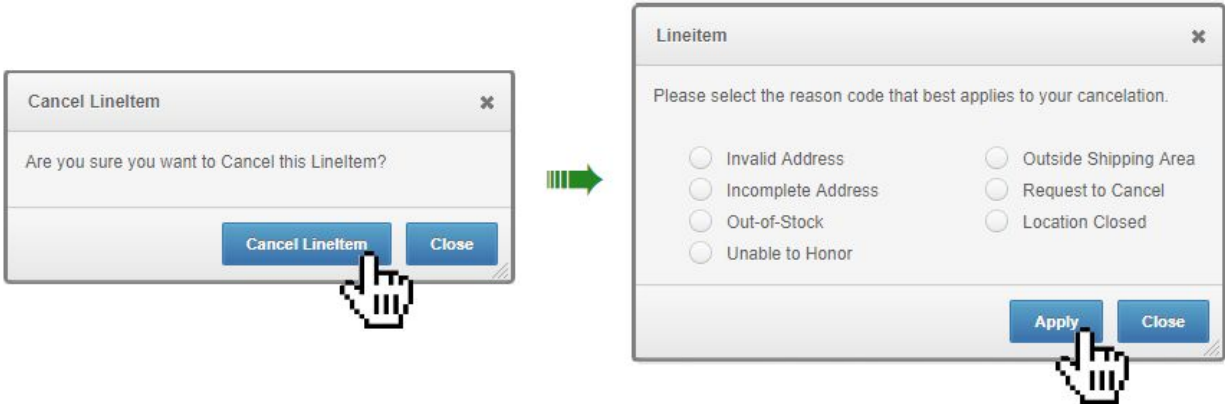 Cancel LineItem
Are you sure you want to Cancel this LineItem?
Cancel LineItem
Close
Lineitem
Please select the reason code that best applies to your cancelation.
Invalid Address
Outside Shipping Area
Incomplete Address
Request to Cancel
Out-of-Stock
Location Closed
Unable to Honor
Apply
Close